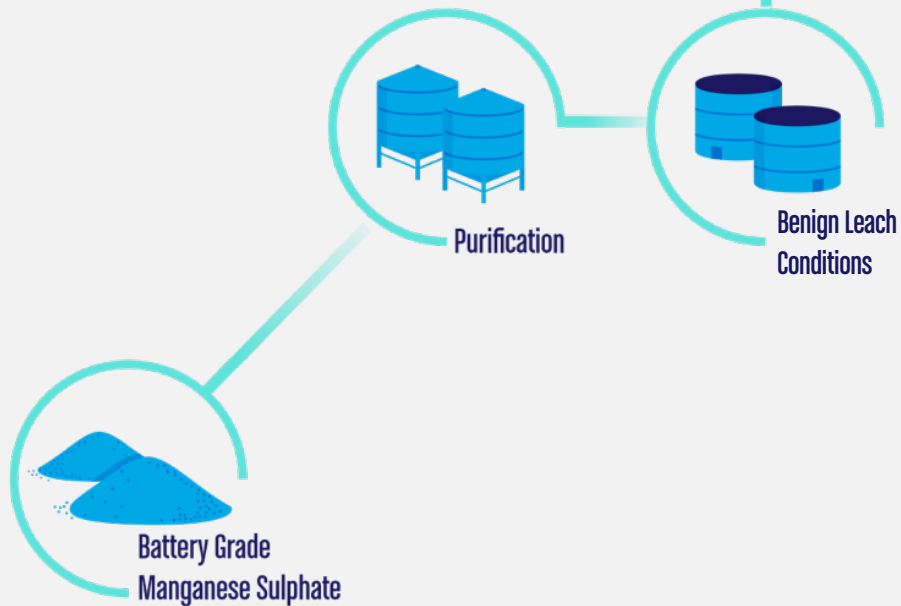 Purification
Benign Leach
Conditions
Battery Grade
Manganese Sulphate